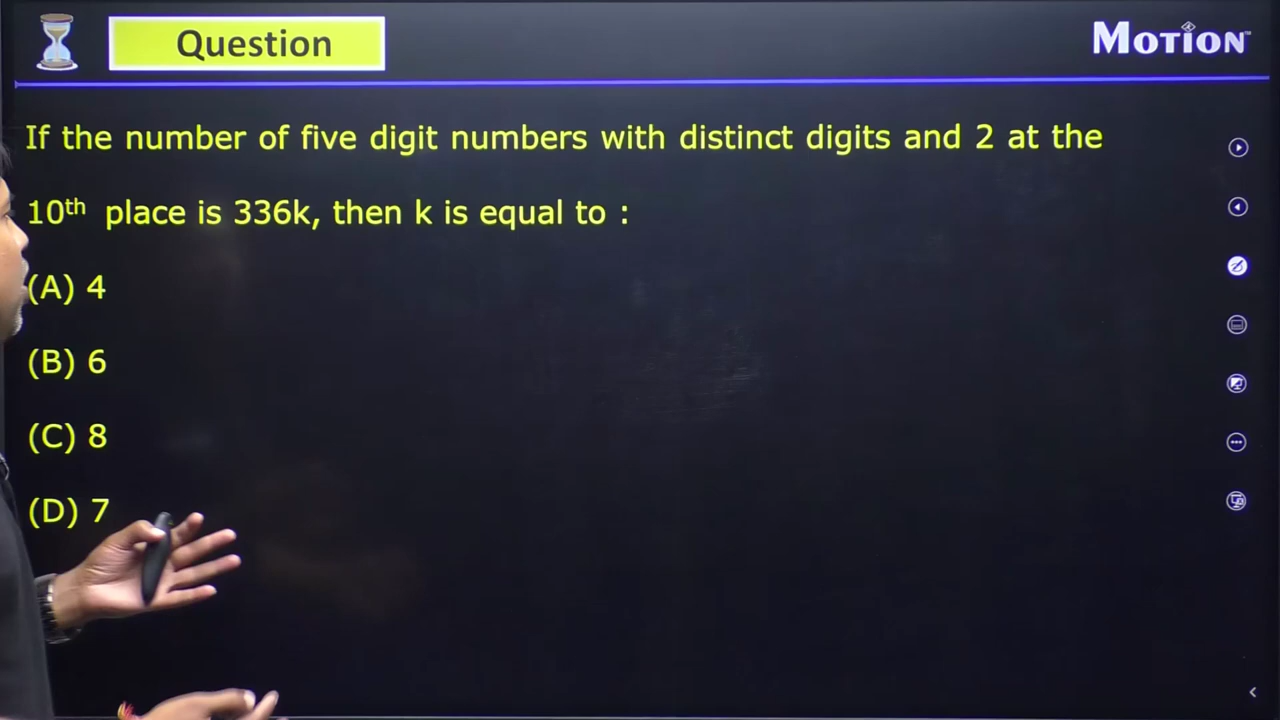 Question
MOTION™
If the number of five digit numbers with distinct digits and 2 at the
10th place is 336k, then k is equal to :
(A) 4
(B) 6
(C) 8
(D) 7